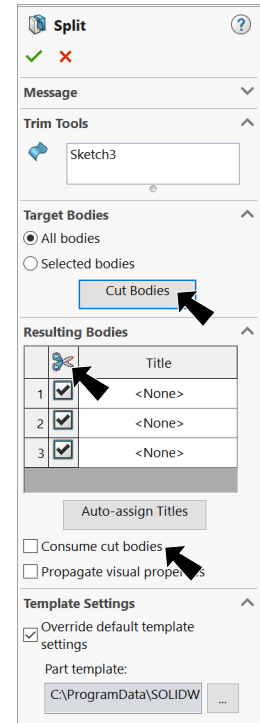 Split
?
Message
Trim Tools
Sketch3
Target Bodies
All bodies
Selected bodies
Cut Bodies
Resulting Bodies
Title
1 <None>
2 <None>
3 <None>
Auto-assign Titles
Consume cut bodies
Propagate visual properties
Template Settings
Override default template
settings
Part template:
C:\ProgramData\SOLIDW ...